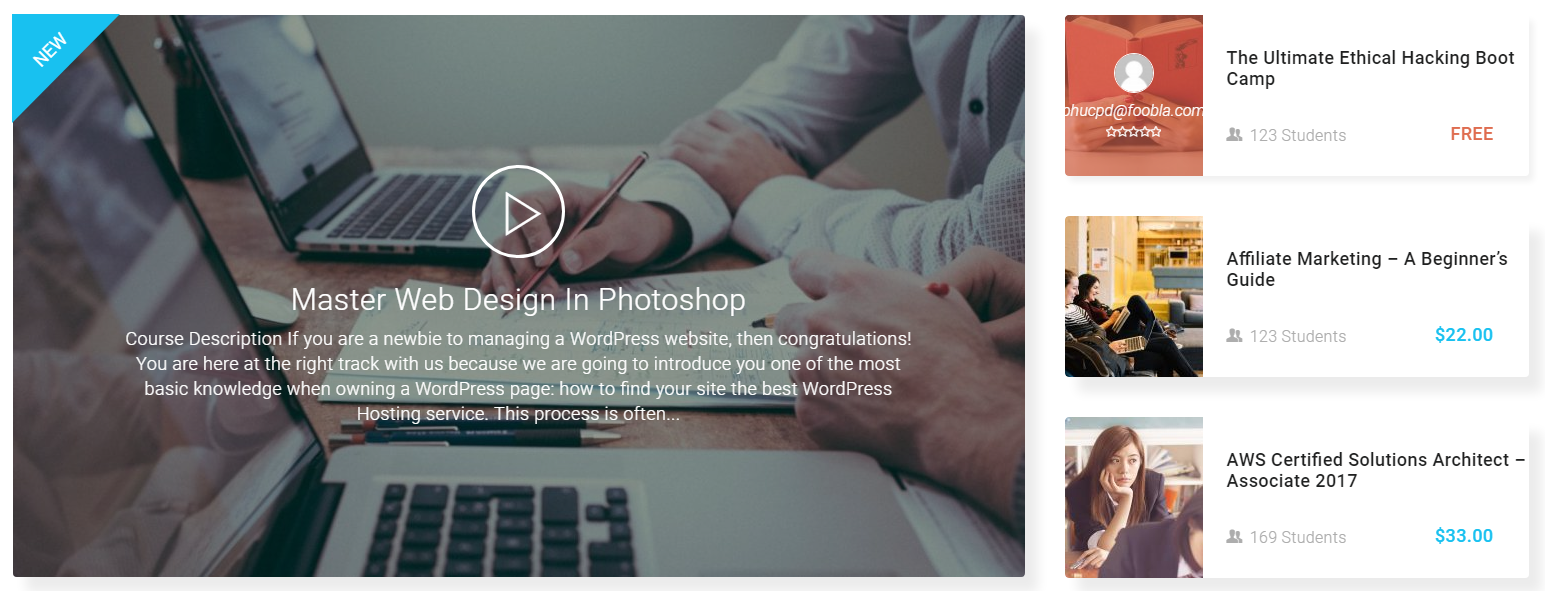 NEW
Master Web Design In Photoshop
Course Description If you are a newbie to managing a WordPress website, then congratulations!
You are here at the right track with us because we are going to introduce you one of the most
basic knowledge when owning a WordPress page: how to find your site the best WordPress
Hosting service. This process is often...
phucpd@foobla.com
The Ultimate Ethical Hacking Boot
Camp
123 Students
FREE
Affiliate Marketing – A Beginner’s
Guide
123 Students
$22.00
AWS Certified Solutions Architect –
Associate 2017
169 Students
$33.00